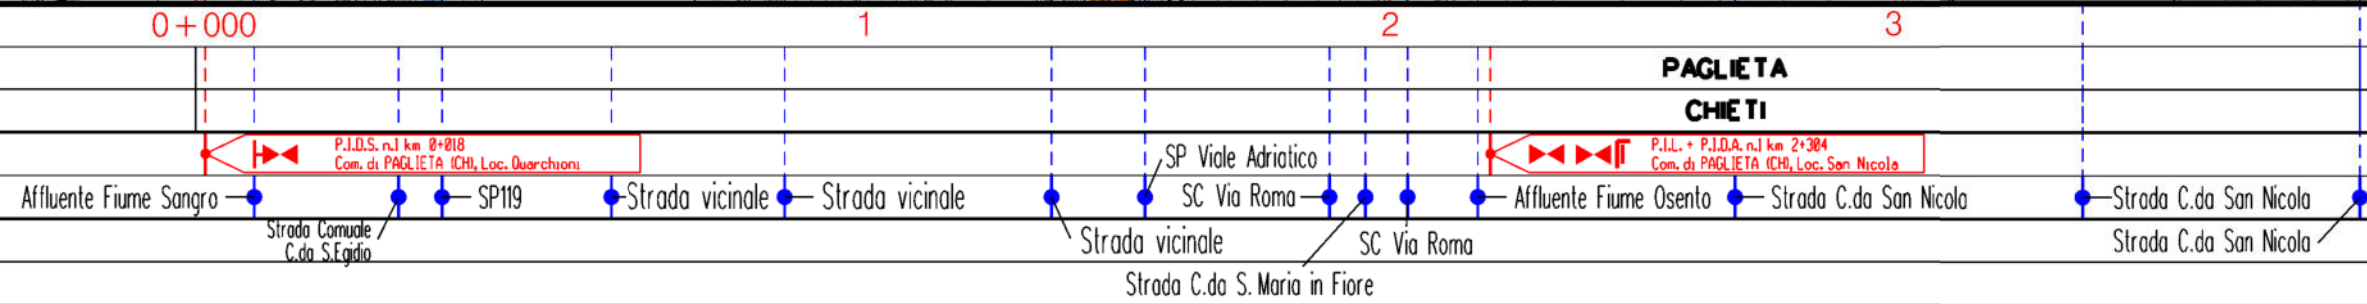 0+000 1 2 3
PAGLIETA
CHIETI
P.I.D.S. n.1 km 0+018
Com. di PAGLIETA (CH), Loc. Quarchioni
P.I.L. + P.I.D.A. n.1 km 2+304
Com. di PAGLIETA (CH), Loc. San Nicola
SP Viale Adriatico
Affluente Fiume Sangro
SP119
Strada vicinale
Strada vicinale
SC Via Roma
Affluente Fiume Osento
Strada C.da San Nicola
Strada C.da San Nicola
Strada Comuale
C.da S.Egidio
Strada vicinale
SC Via Roma
Strada C.da San Nicola
Strada C.da S. Maria in Fiore